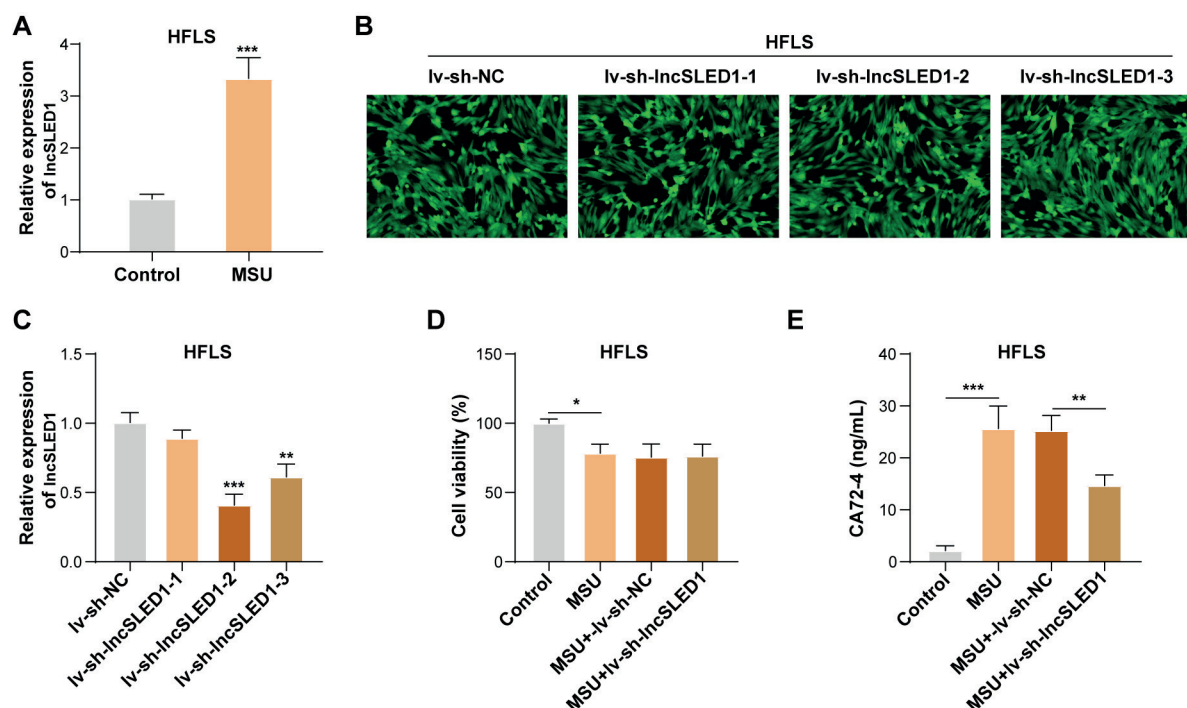 A
HFLS
Relative expression
of lncSLED1
4
3
2
1
0
***
Control
MSU
B
HFLS
lv-sh-NC
lv-sh-lncSLED1-1
lv-sh-lncSLED1-2
lv-sh-lncSLED1-3
C
HFLS
Relative expression
of lncSLED1
1.5
1.0
0.5
0.0
***
**
lv-sh-NC
lv-sh-lncSLED1-1
lv-sh-lncSLED1-2
lv-sh-lncSLED1-3
D
HFLS
Cell viability (%)
150
100
50
0
*
Control
MSU
MSU+-lv-sh-NC
MSU+lv-sh-lncSLED1
E
HFLS
CA72-4 (ng/mL)
40
30
20
10
0
***
**
Control
MSU
MSU+-lv-sh-NC
MSU+lv-sh-lncSLED1